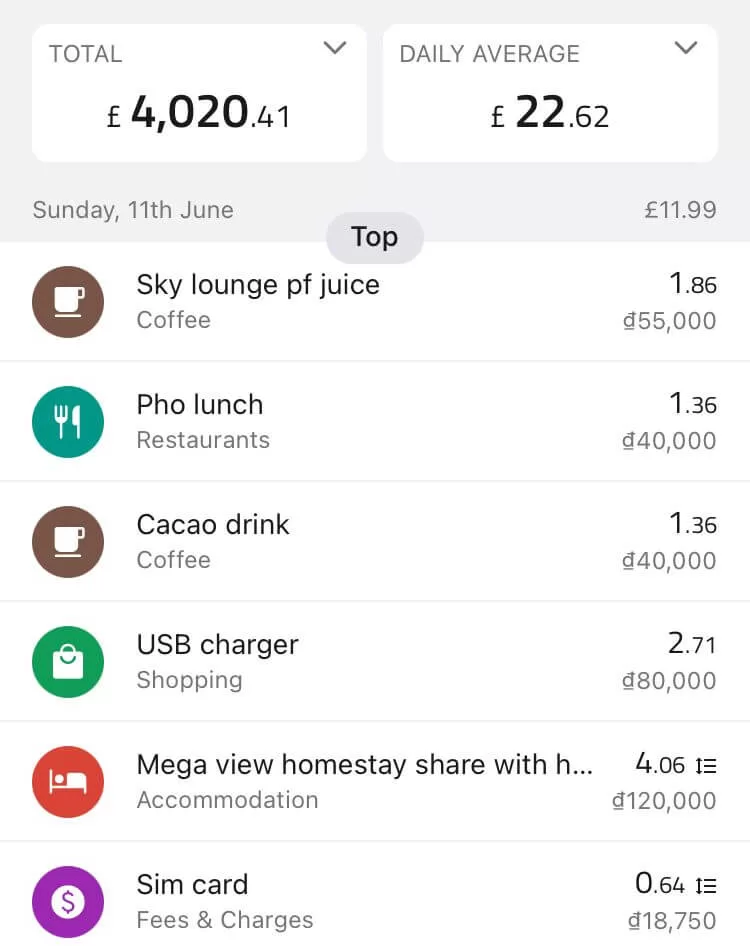 TOTAL
£ 4,020.41
DAILY AVERAGE
£ 22.62
Sunday, 11th June
£11.99
Top
Sky lounge pf juice
1.86
Coffee
₫55,000
Pho lunch
1.36
Restaurants
₫40,000
Cacao drink
1.36
Coffee
₫40,000
USB charger
2.71
Shopping
₫80,000
Mega view homestay share with h...
4.06
Accommodation
₫120,000
$
Sim card
0.64
Fees & Charges
₫18,750